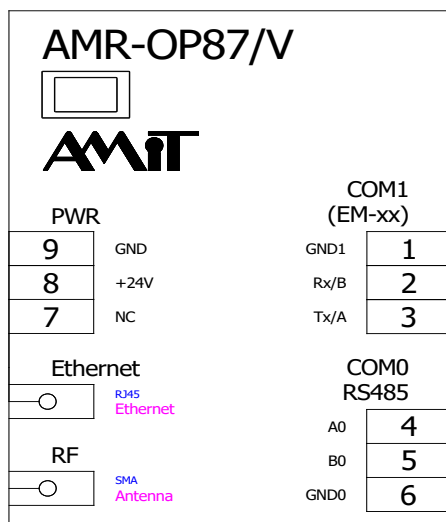 AMR-OP87/V
AMiT
PWR
9 GND
8 +24V
7 NC
COM1
(EM-xx)
GND1 1
Rx/B 2
Tx/A 3
Ethernet
RJ45
Ethernet
RF
SMA
Antenna
COM0
RS485
A0 4
B0 5
GND0 6